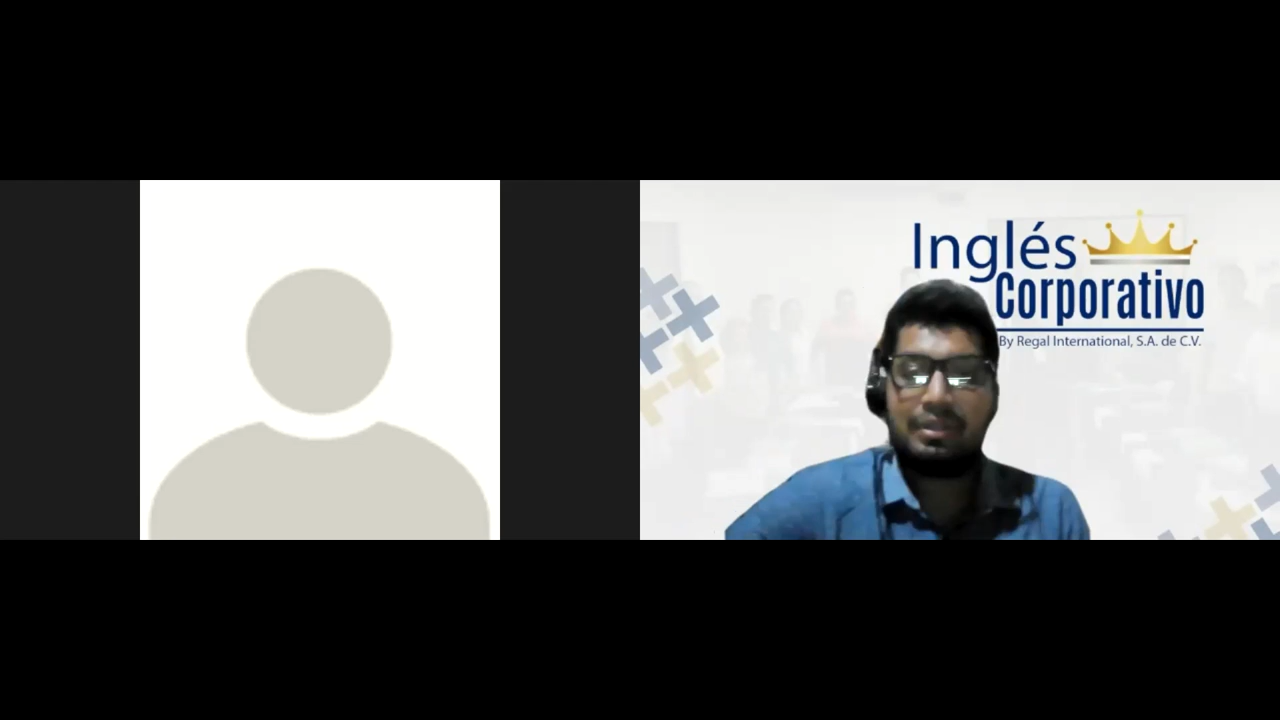 Inglés
Corporativo
By Regal International, S.A. de C.V.